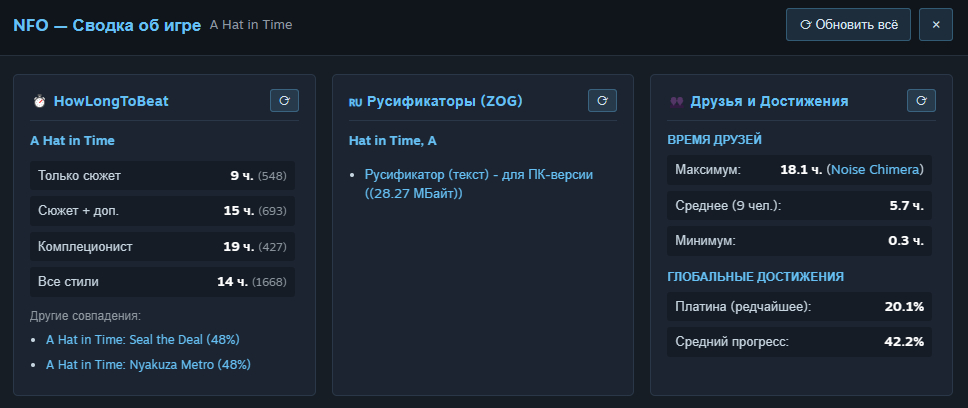 NFO — Сводка об игре A Hat in Time
Обновить всё
×
HowLongToBeat
A Hat in Time
Только сюжет 9 ч. (548)
Сюжет + доп. 15 ч. (693)
Комплеционист 19 ч. (427)
Все стили 14 ч. (1668)
Другие совпадения:
• A Hat in Time: Seal the Deal (48%)
• A Hat in Time: Nyakuza Metro (48%)
RU Русификаторы (ZOG)
Hat in Time, A
• Русификатор (текст) - для ПК-версии
((28.27 МБайт))
Друзья и Достижения
ВРЕМЯ ДРУЗЕЙ
Максимум: 18.1 ч. (Noise Chimera)
Среднее (9 чел.): 5.7 ч.
Минимум: 0.3 ч.
ГЛОБАЛЬНЫЕ ДОСТИЖЕНИЯ
Платина (редчайшее): 20.1%
Средний прогресс: 42.2%